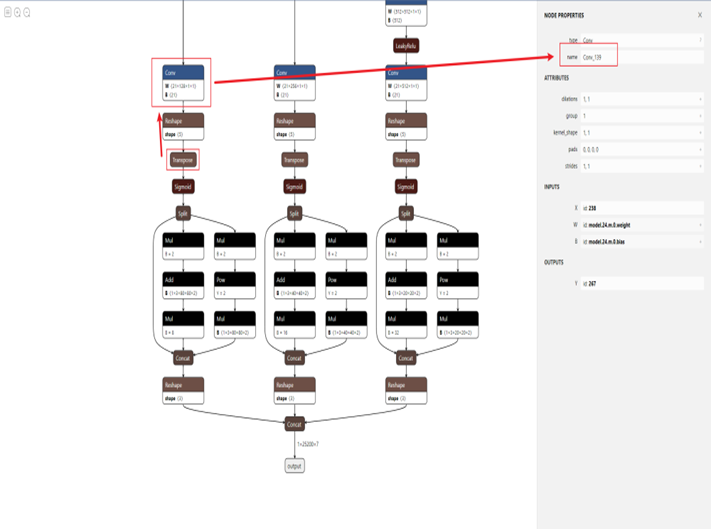 W ⟨512×512×1×1⟩
B ⟨512⟩
LeakyRelu
Conv
W ⟨21×128×1×1⟩
B ⟨21⟩
Conv
W ⟨21×256×1×1⟩
B ⟨21⟩
Conv
W ⟨21×512×1×1⟩
B ⟨21⟩
Reshape
shape ⟨5⟩
Reshape
shape ⟨5⟩
Reshape
shape ⟨5⟩
Transpose
Transpose
Transpose
Sigmoid
Sigmoid
Sigmoid
Split
Split
Split
Mul
B = 2
Mul
B = 2
Mul
B = 2
Mul
B = 2
Mul
B = 2
Mul
B = 2
Add
B ⟨1×3×80×80×2⟩
Pow
Y = 2
Add
B ⟨1×3×40×40×2⟩
Pow
Y = 2
Add
B ⟨1×3×20×20×2⟩
Pow
Y = 2
Mul
B = 8
Mul
B ⟨1×3×80×80×2⟩
Mul
B = 16
Mul
B ⟨1×3×40×40×2⟩
Mul
B = 32
Mul
B ⟨1×3×20×20×2⟩
Concat
Concat
Concat
Reshape
shape ⟨3⟩
Reshape
shape ⟨3⟩
Reshape
shape ⟨3⟩
Concat
1×25200×7
output
NODE PROPERTIES
type Conv
name Conv_139
ATTRIBUTES
dilations 1, 1
group 1
kernel_shape 1, 1
pads 0, 0, 0, 0
strides 1, 1
INPUTS
X id: 238
W id: model.24.m.0.weight
B id: model.24.m.0.bias
OUTPUTS
Y id: 267